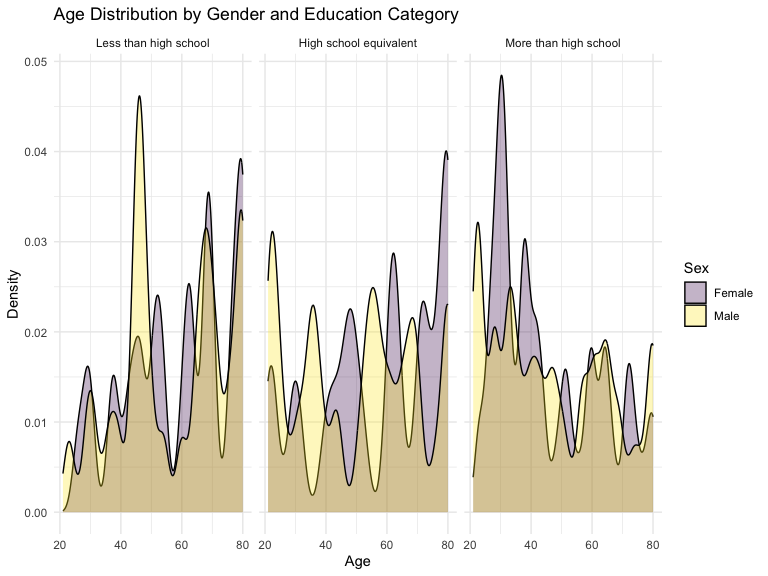 Age Distribution by Gender and Education Category
Less than high school
High school equivalent
More than high school
0.05
0.04
0.03
0.02
0.01
0.00
Density
20 40 60 80 20 40 60 80 20 40 60 80
Age
Sex
Female
Male